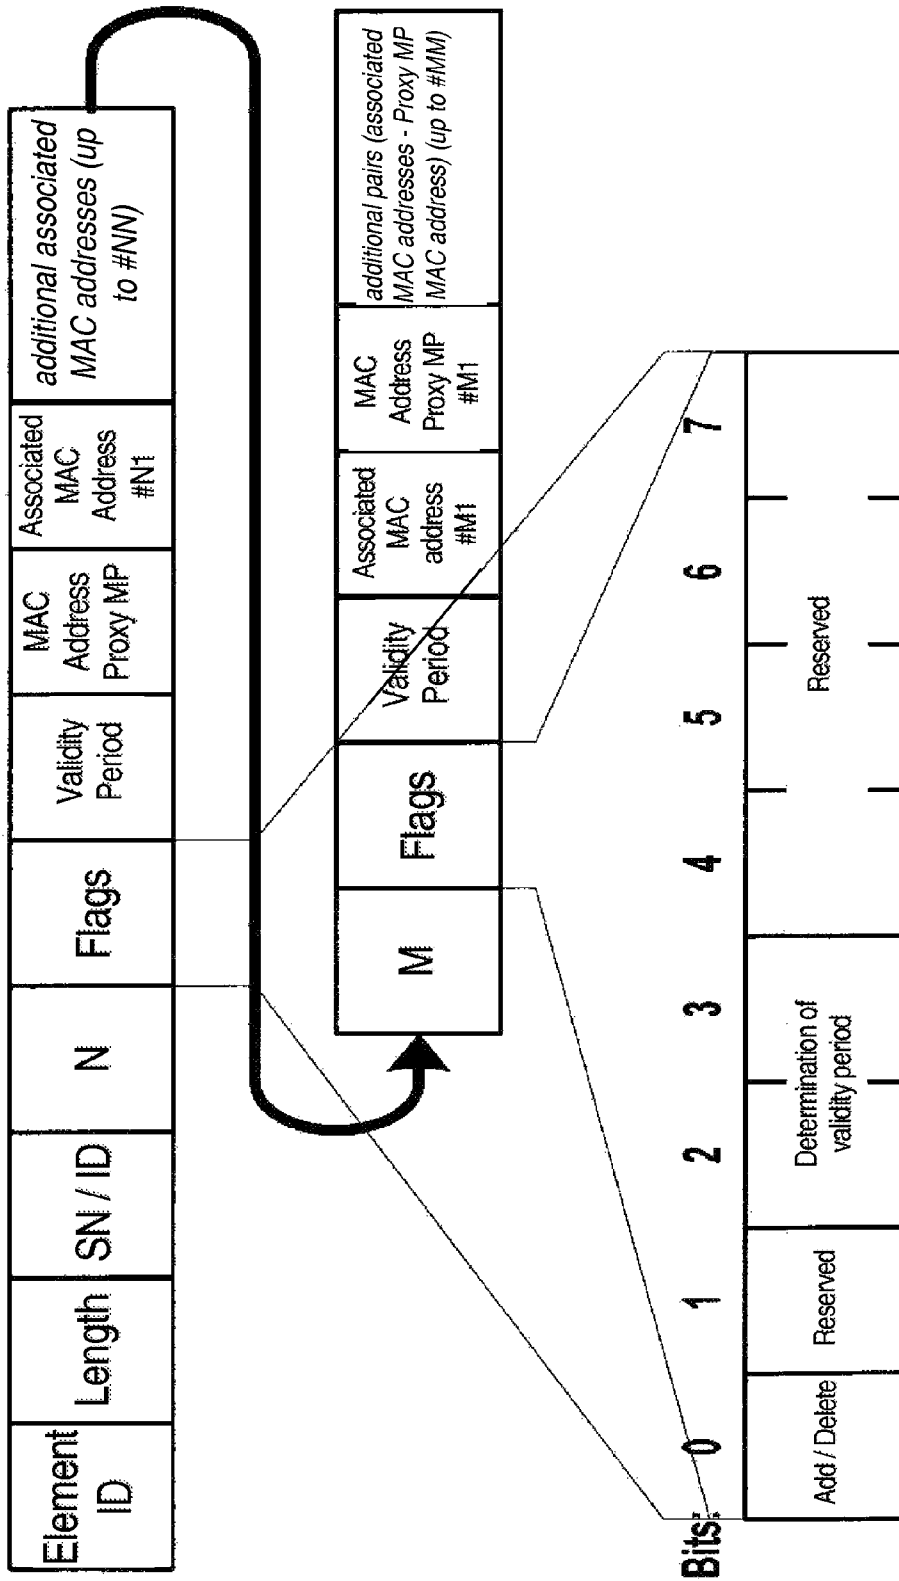 Element
ID
Length
SN / ID
N
Flags
Validity
Period
MAC
Address
Proxy MP
Associated
MAC
Address
#N1
additional associated
MAC addresses (up
to #NN)
M
Flags
Validity
Period
Associated
MAC
address
#M1
MAC
Address
Proxy MP
#M1
additional pairs (associated
MAC addresses - Proxy MP
MAC address) (up to #MM)
Bits: 0 1 2 3 4 5 6 7
Add / Delete
Reserved
Determination of
validity period
Reserved